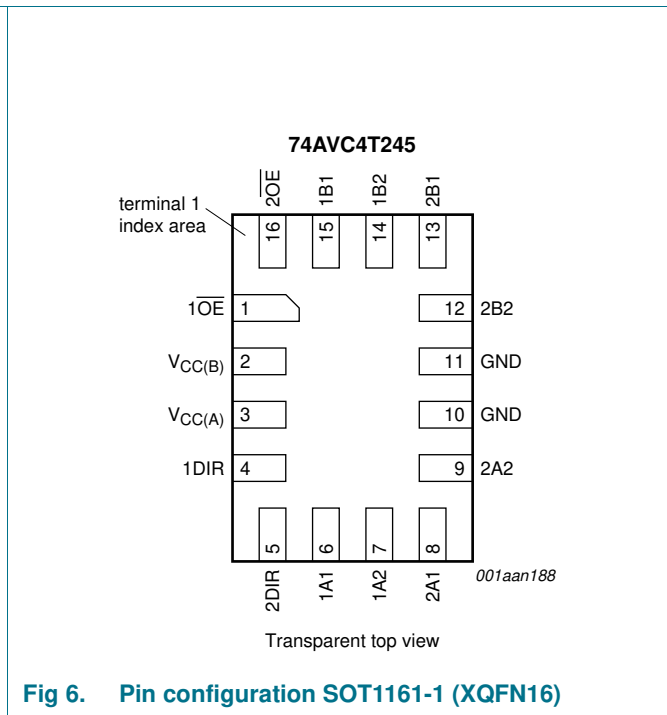 74AVC4T245
terminal 1
index area
2O̅E̅
1B1
1B2
2B1
16
15
14
13
1O̅E̅
1
12
2B2
VCC(B)
2
11
GND
VCC(A)
3
10
GND
1DIR
4
9
2A2
5
6
7
8
2DIR
1A1
1A2
2A1
001aan188
Transparent top view
Fig 6. Pin configuration SOT1161-1 (XQFN16)